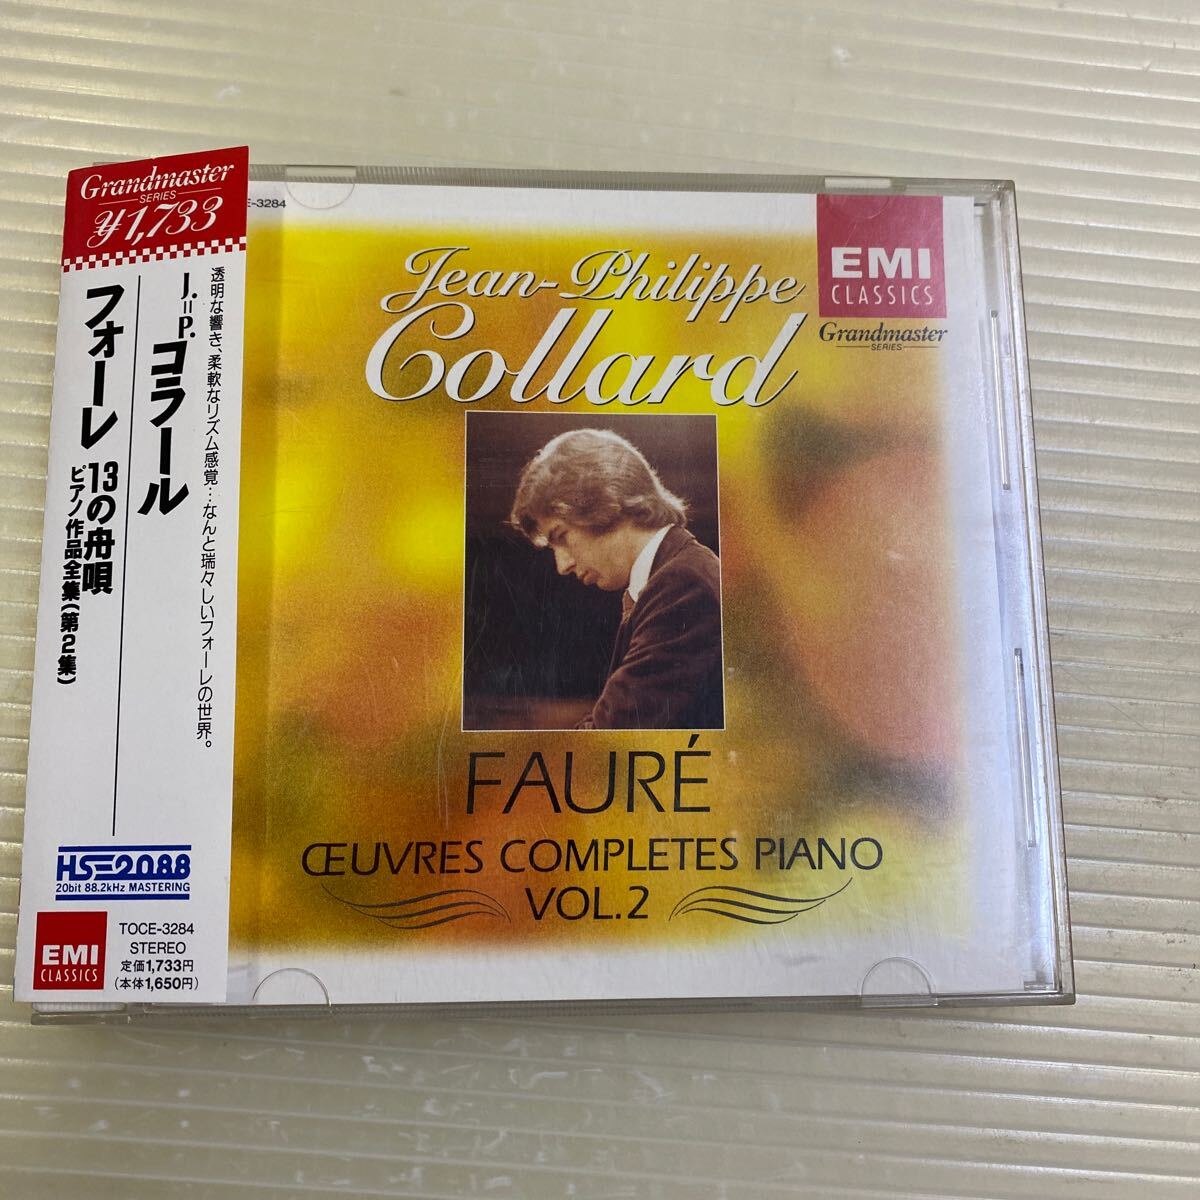 Grandmaster
SERIES
¥1,733
透明な響き、柔軟なリズム感覚…なんと瑞々しいフォーレの世界。
J.=P.コラール
フォーレ
13の舟唄
ピアノ作品全集(第2集)
HS-2088
20bit 88.2kHz MASTERING
EMI
CLASSICS
TOCE-3284
STEREO
定価1,733円
(本体1,650円)
E-3284
Jean-Philippe
Collard
EMI
CLASSICS
Grandmaster
SERIES
FAURÉ
ŒUVRES COMPLETES PIANO
VOL.2